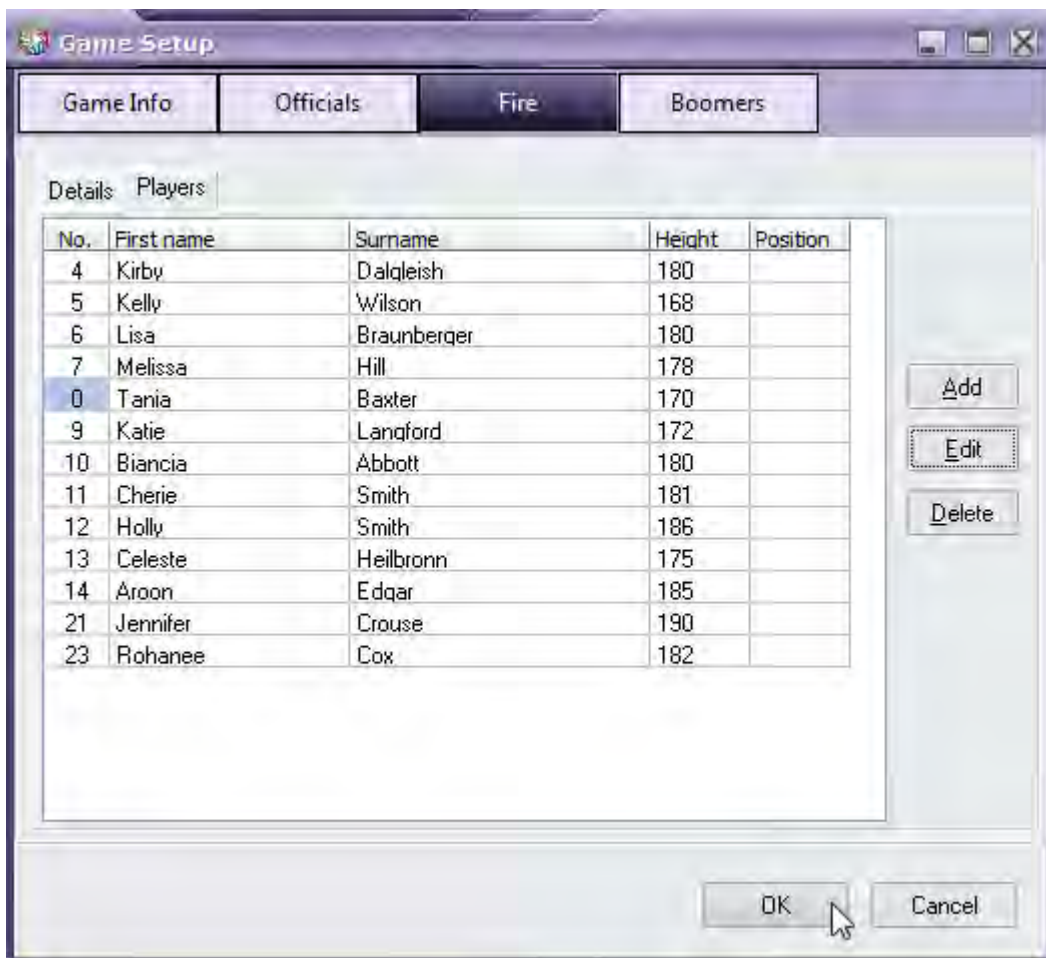 Game Setup
Game Info Officials Fire Boomers
Details Players
No. First name Surname Height Position
4 Kirby Dalgleish 180
5 Kelly Wilson 168
6 Lisa Braunberger 180
7 Melissa Hill 178
0 Tania Baxter 170
9 Katie Langford 172
10 Biancia Abbott 180
11 Cherie Smith 181
12 Holly Smith 186
13 Celeste Heilbronn 175
14 Aroon Edgar 185
21 Jennifer Crouse 190
23 Rohanee Cox 182
Add
Edit
Delete
OK Cancel